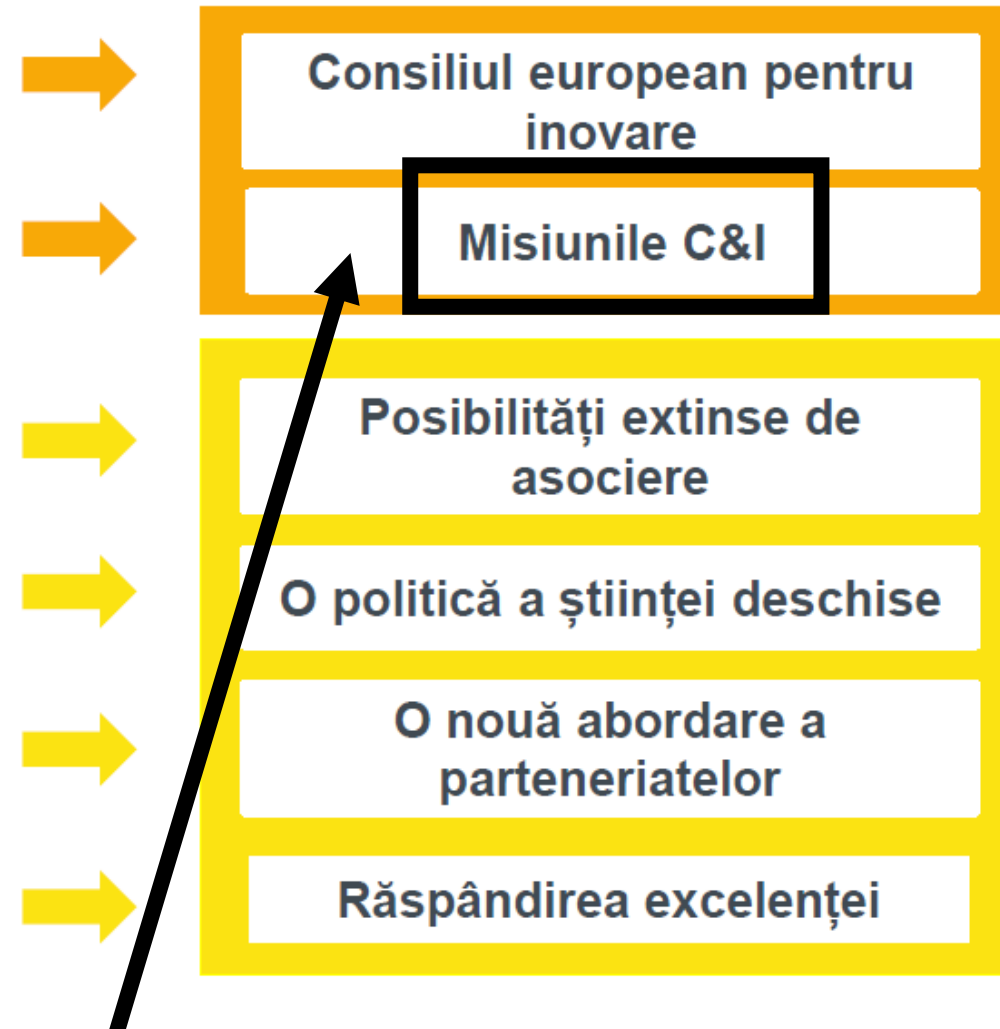 Consiliul european pentru
inovare
Misiunile C&I
Posibilități extinse de
asociere
O politică a științei deschise
O nouă abordare a
parteneriatelor
Răspândirea excelenței